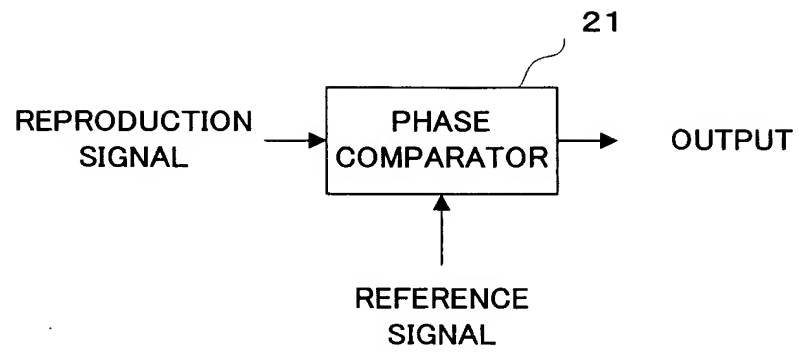 21
REPRODUCTION
SIGNAL
PHASE
COMPARATOR
OUTPUT
REFERENCE
SIGNAL